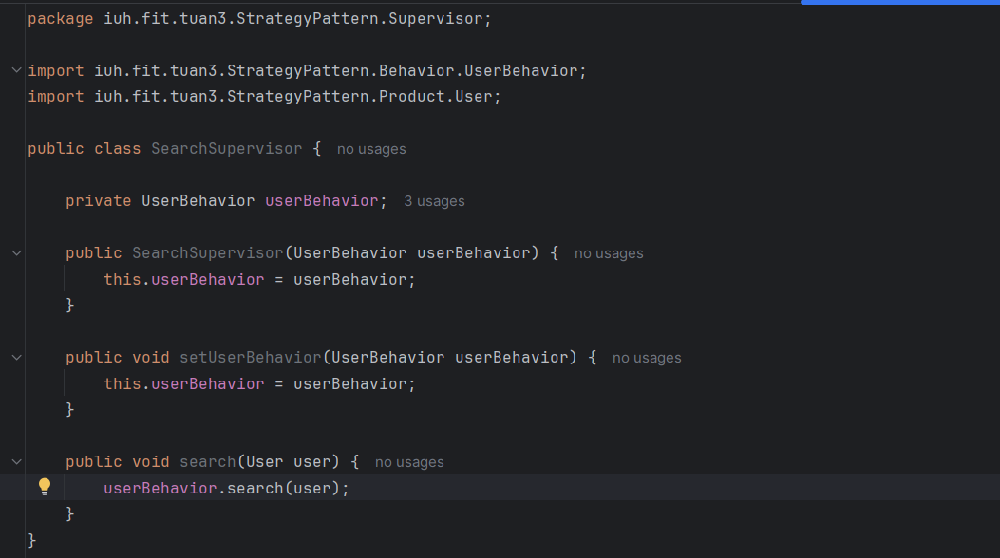 package iuh.fit.tuan3.StrategyPattern.Supervisor;
import iuh.fit.tuan3.StrategyPattern.Behavior.UserBehavior;
import iuh.fit.tuan3.StrategyPattern.Product.User;
public class SearchSupervisor {  no usages
    private UserBehavior userBehavior;  3 usages
    public SearchSupervisor(UserBehavior userBehavior) {  no usages
        this.userBehavior = userBehavior;
    }
    public void setUserBehavior(UserBehavior userBehavior) {  no usages
        this.userBehavior = userBehavior;
    }
    public void search(User user) {  no usages
        userBehavior.search(user);
    }
}